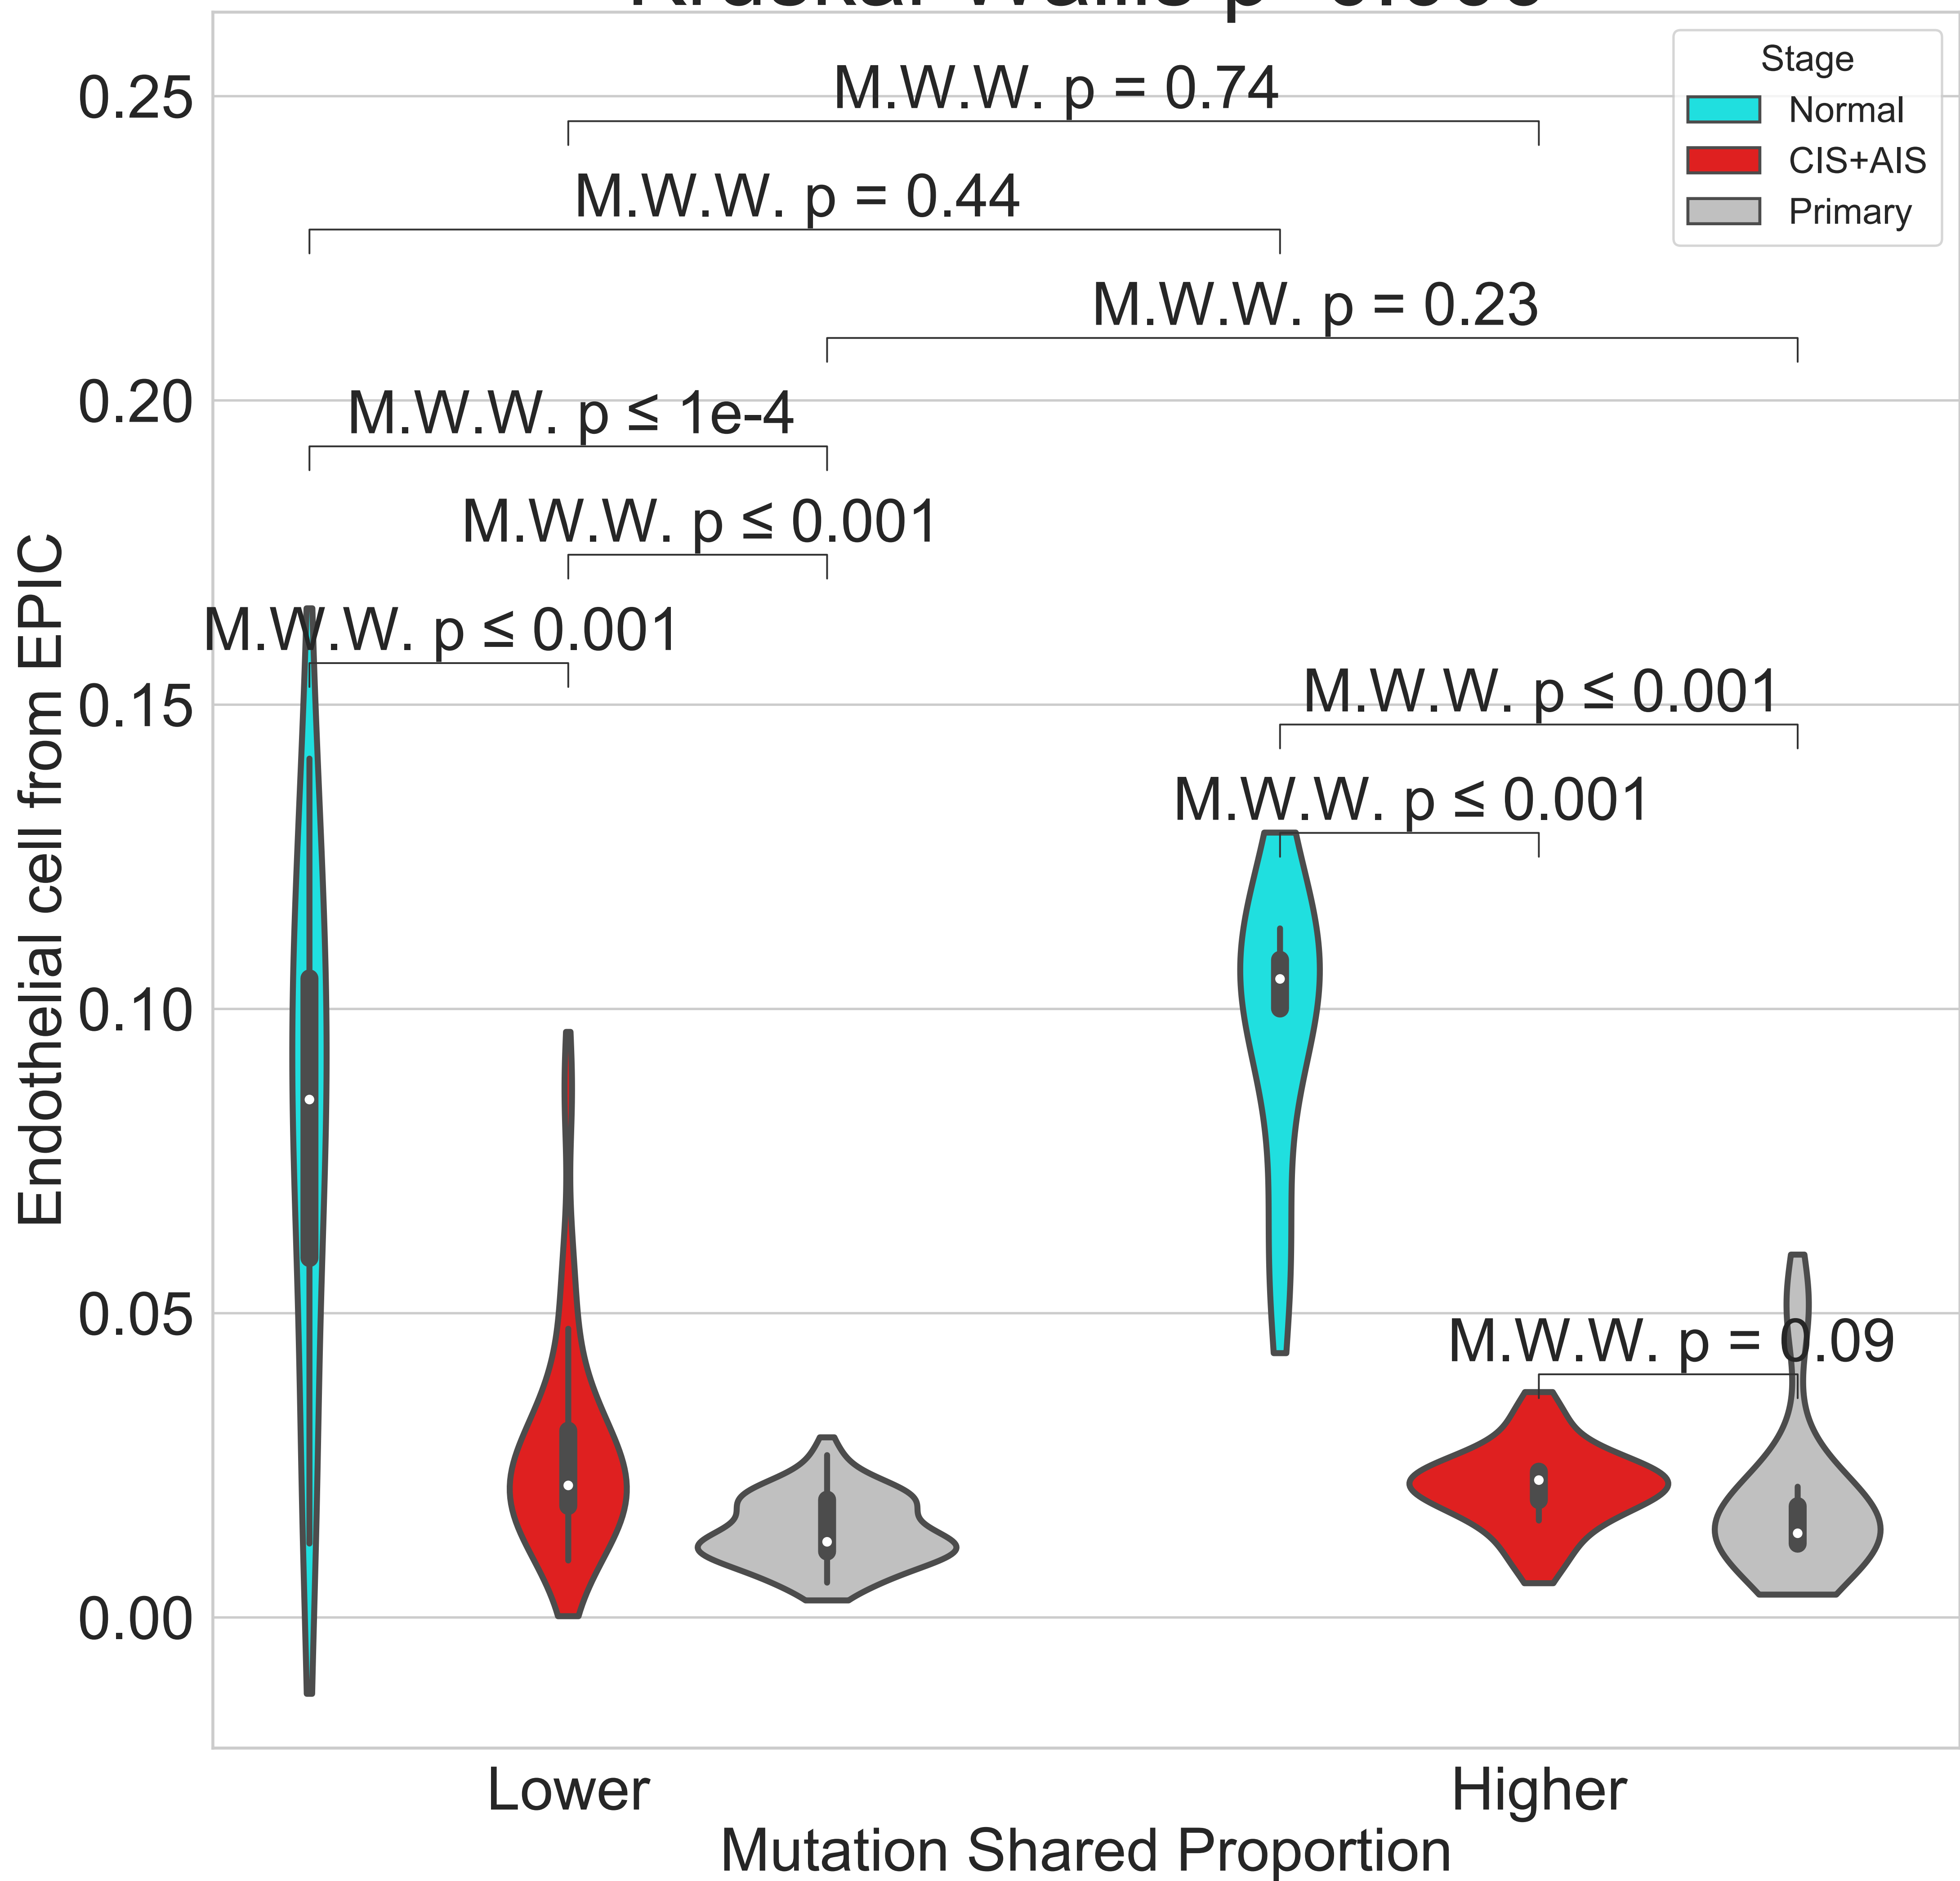 0.25
0.20
0.15
0.10
0.05
0.00
Endothelial cell from EPIC
M.W.W. p = 0.74
M.W.W. p = 0.44
M.W.W. p = 0.23
M.W.W. p ≤ 1e-4
M.W.W. p ≤ 0.001
M.W.W. p ≤ 0.001
M.W.W. p ≤ 0.001
M.W.W. p ≤ 0.001
M.W.W. p = 0.09
Stage
Normal
CIS+AIS
Primary
Lower
Higher
Mutation Shared Proportion